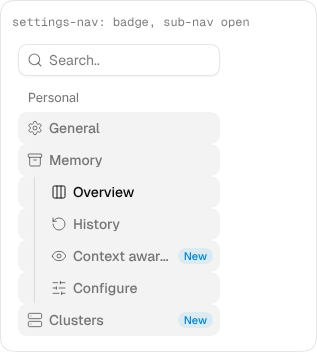 settings-nav: badge, sub-nav open
Search..
Personal
General
Memory
Overview
History
Context awar... New
Configure
Clusters New